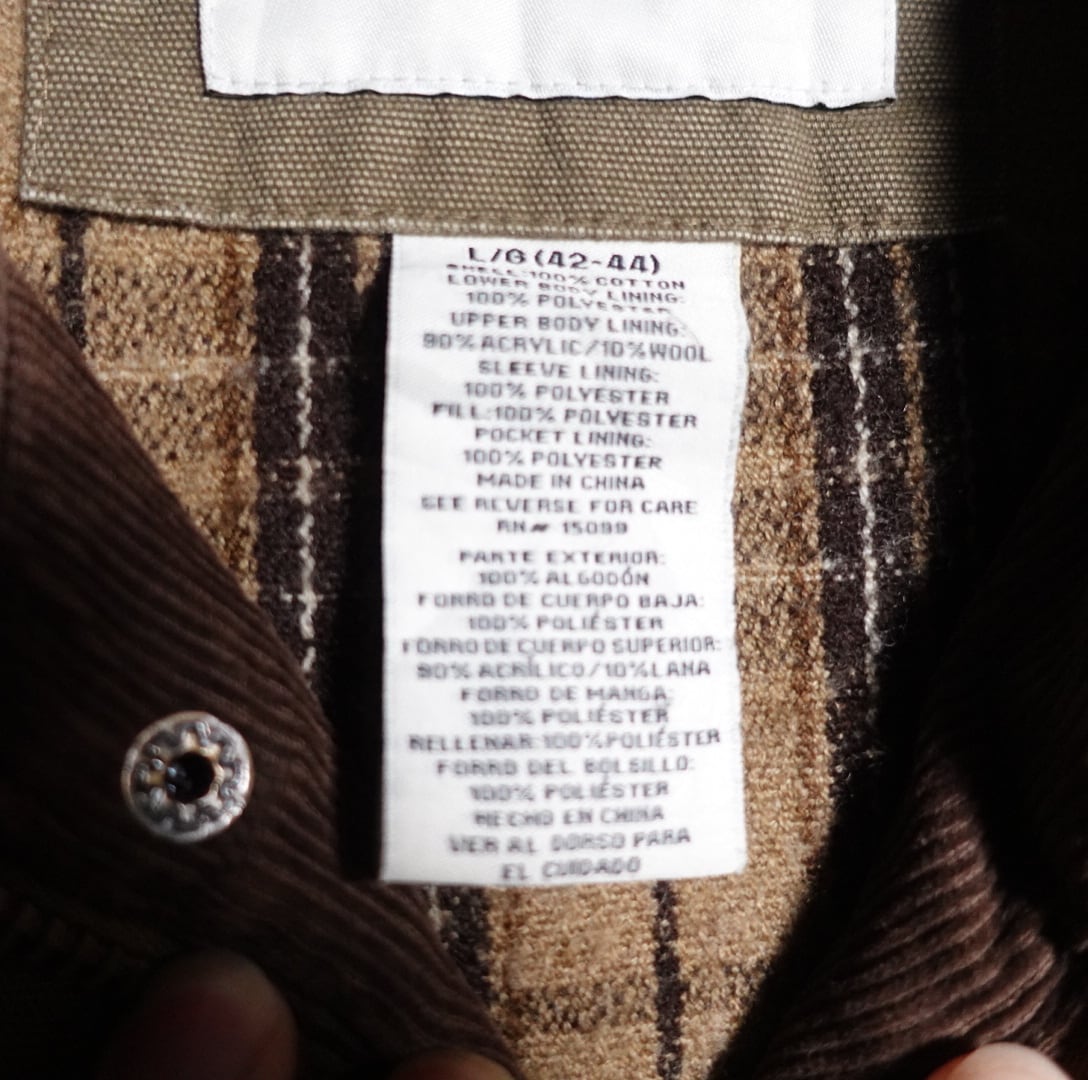 L/G (42-44)
SHELL:100% COTTON
LOWER BODY LINING:
100% POLYESTER
UPPER BODY LINING:
90% ACRYLIC/10% WOOL
SLEEVE LINING:
100% POLYESTER
FILL:100% POLYESTER
POCKET LINING:
100% POLYESTER
MADE IN CHINA
SEE REVERSE FOR CARE
RN# 15099
PARTE EXTERIOR:
100% ALGODÓN
FORRO DE CUERPO BAJA:
100% POLIÉSTER
FORRO DE CUERPO SUPERIOR:
90% ACRÍLICO/10% LANA
FORRO DE MANGA:
100% POLIÉSTER
RELLENAR:100% POLIÉSTER
FORRO DEL BOLSILLO:
100% POLIÉSTER
HECHO EN CHINA
VER AL DORSO PARA
EL CUIDADO